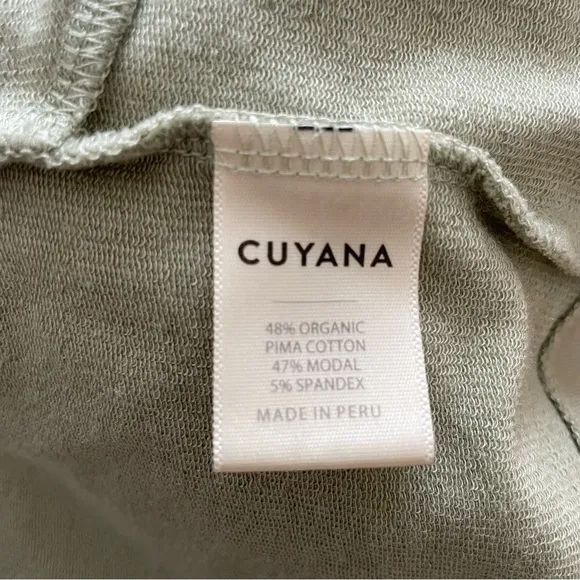 CUYANA
48% ORGANIC
PIMA COTTON
47% MODAL
5% SPANDEX
MADE IN PERU